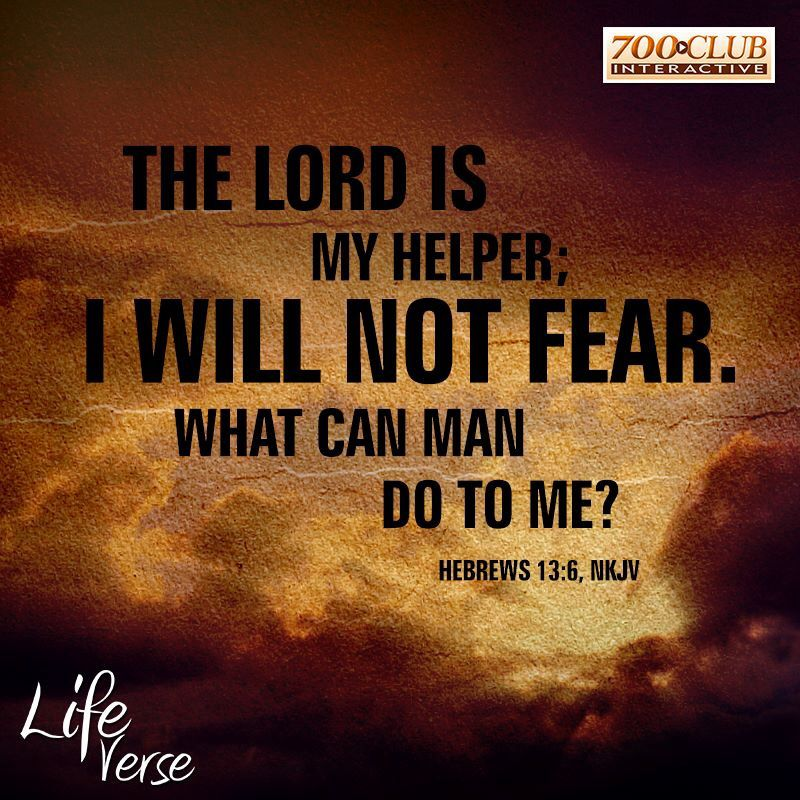 700 CLUB
INTERACTIVE
THE LORD IS
MY HELPER;
I WILL NOT FEAR.
WHAT CAN MAN
DO TO ME?
HEBREWS 13:6, NKJV
Life
Verse